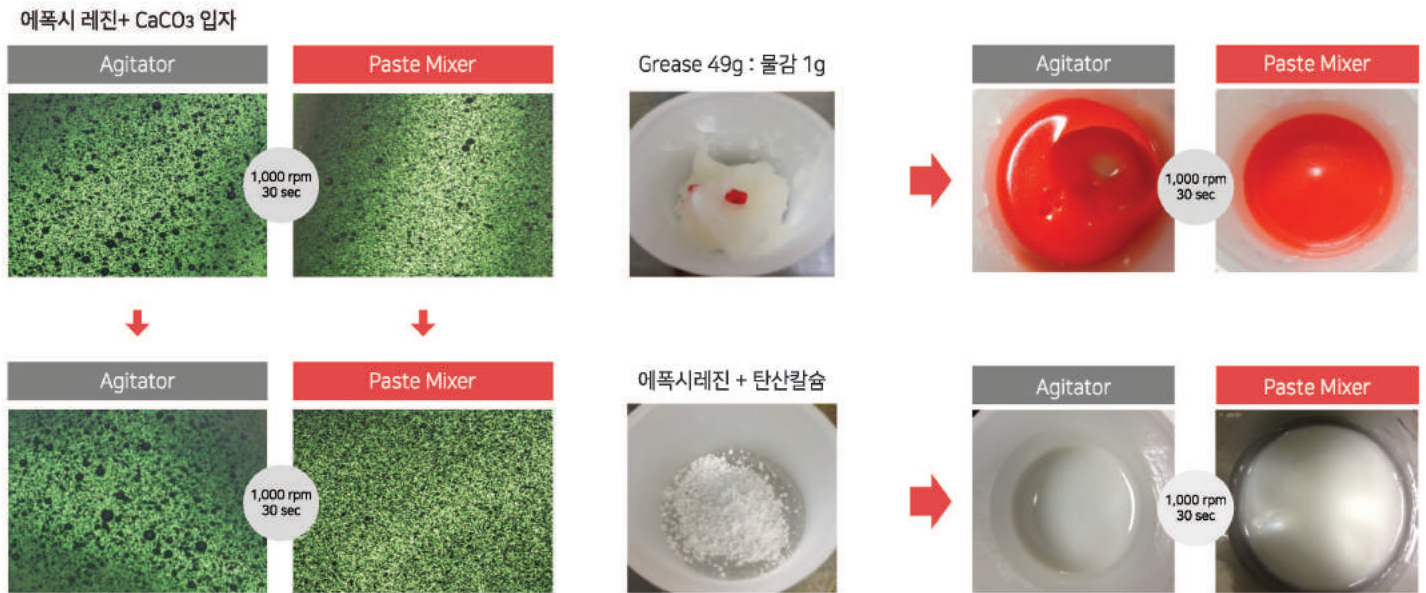 에폭시 레진+ CaCO₃ 입자
Agitator
Paste Mixer
1,000 rpm
30 sec
Agitator
Paste Mixer
1,000 rpm
30 sec
Grease 49g : 물감 1g
Agitator
Paste Mixer
1,000 rpm
30 sec
에폭시레진 + 탄산칼슘
Agitator
Paste Mixer
1,000 rpm
30 sec